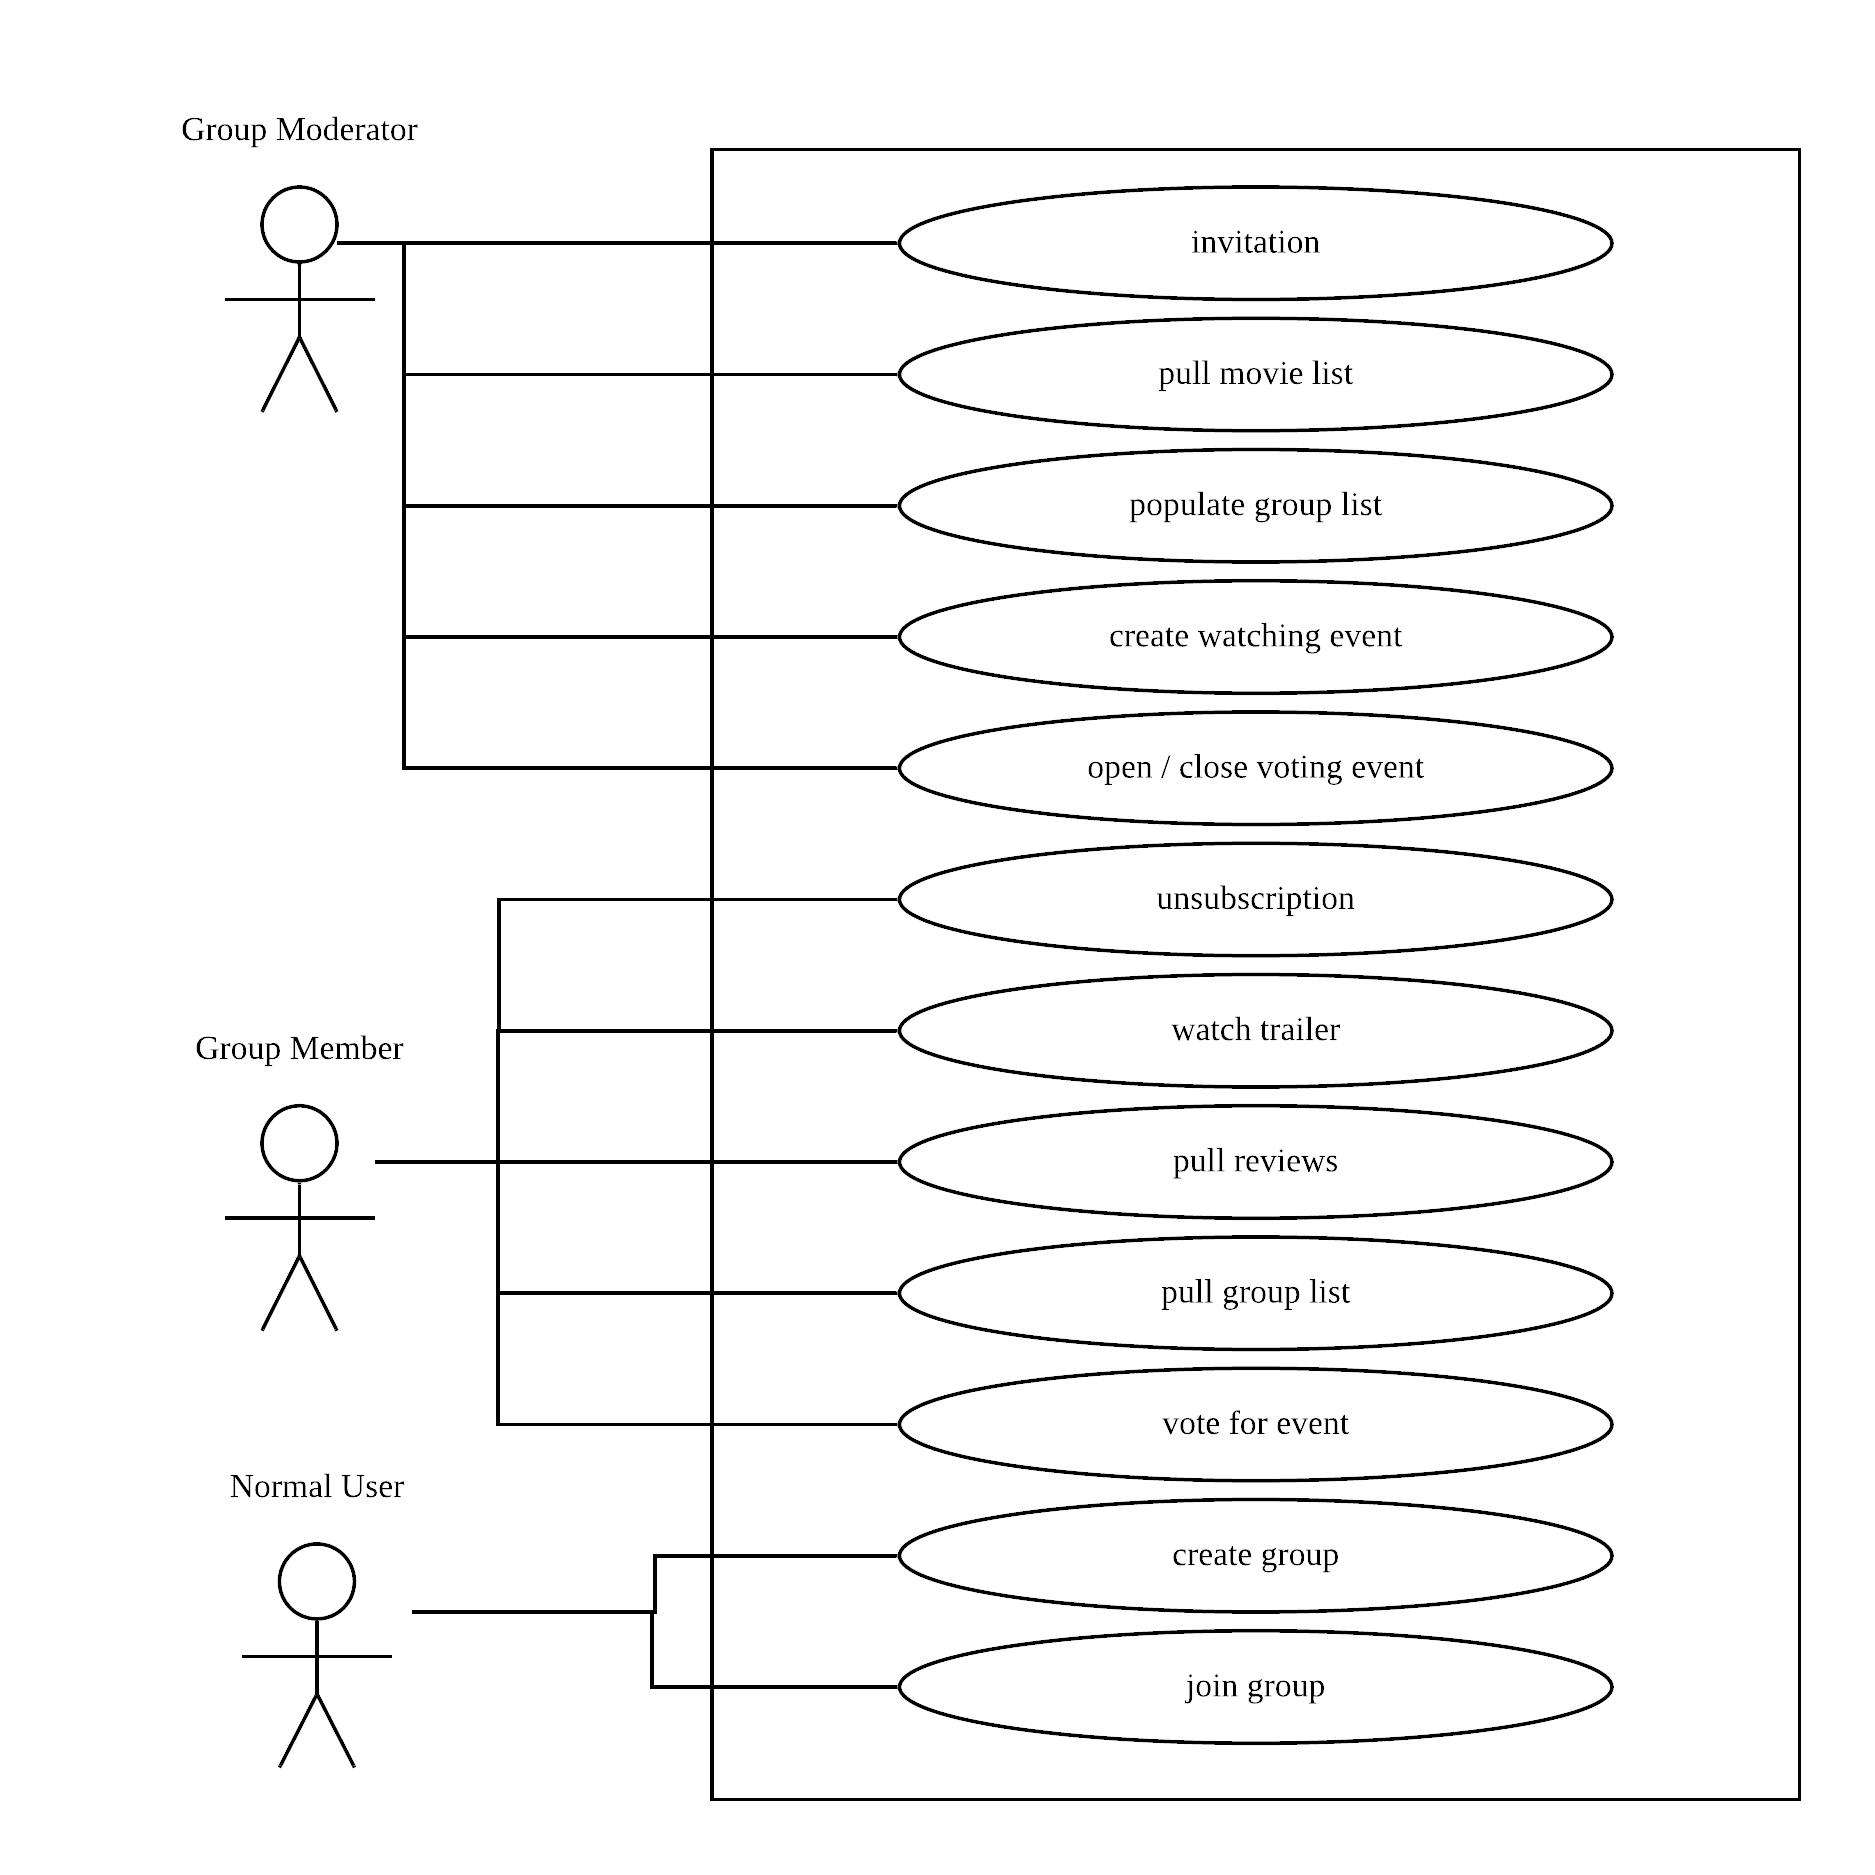 Group Moderator
invitation
pull movie list
populate group list
create watching event
open / close voting event
unsubscription
watch trailer
Group Member
pull reviews
pull group list
vote for event
Normal User
create group
join group